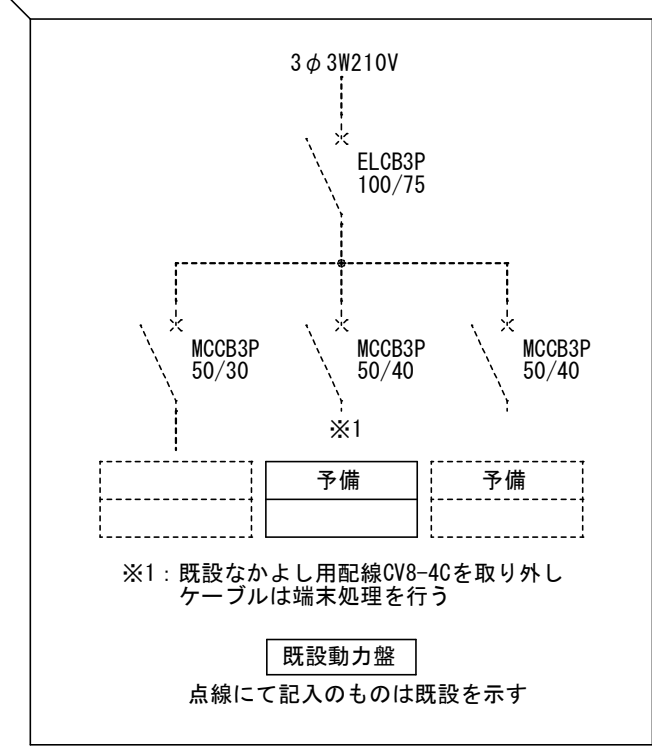 3φ3W210V
ELCB3P
100/75
MCCB3P
50/30
MCCB3P
50/40
MCCB3P
50/40
※1
予備
予備
※1：既設なかよし用配線CV8-4Cを取り外し
ケーブルは端末処理を行う
既設動力盤
点線にて記入のものは既設を示す